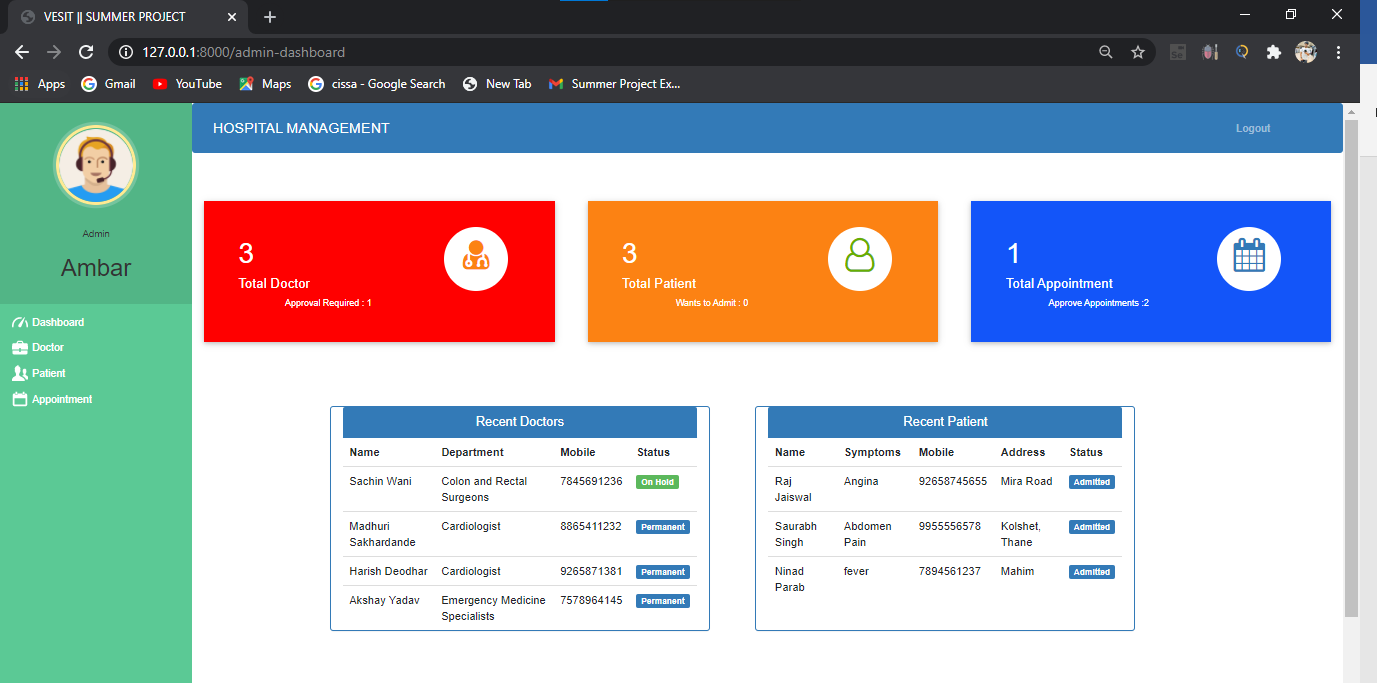 VESIT || SUMMER PROJECT
127.0.0.1:8000/admin-dashboard
Apps Gmail YouTube Maps cissa - Google Search New Tab Summer Project Ex...
HOSPITAL MANAGEMENT Logout
Admin
Ambar
Dashboard
Doctor
Patient
Appointment
3
Total Doctor
Approval Required : 1
3
Total Patient
Wants to Admit : 0
1
Total Appointment
Approve Appointments :2
Recent Doctors
Name Department Mobile Status
Sachin Wani Colon and Rectal 7845691236 On Hold
Surgeons
Madhuri Cardiologist 8865411232 Permanent
Sakhardande
Harish Deodhar Cardiologist 9265871381 Permanent
Akshay Yadav Emergency Medicine 7578964145 Permanent
Specialists
Recent Patient
Name Symptoms Mobile Address Status
Raj Angina 92658745655 Mira Road Admitted
Jaiswal
Saurabh Abdomen 9955556578 Kolshet, Admitted
Singh Pain Thane
Ninad fever 7894561237 Mahim Admitted
Parab